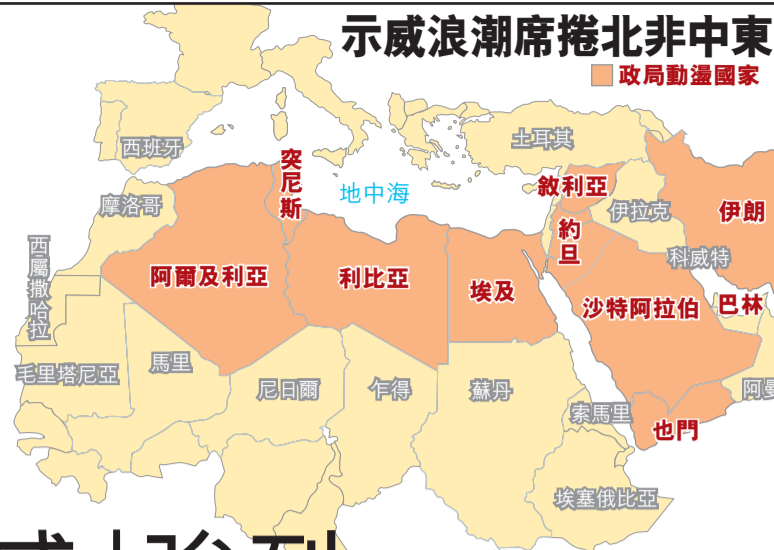 示威浪潮席捲北非中東
政局動盪國家
西班牙
土耳其
突尼斯
地中海
敘利亞
摩洛哥
伊拉克
伊朗
約旦
西屬撒哈拉
阿爾及利亞
利比亞
埃及
科威特
沙特阿拉伯
巴林
毛里塔尼亞
馬里
尼日爾
乍得
蘇丹
索馬里
阿曼
也門
埃塞俄比亞